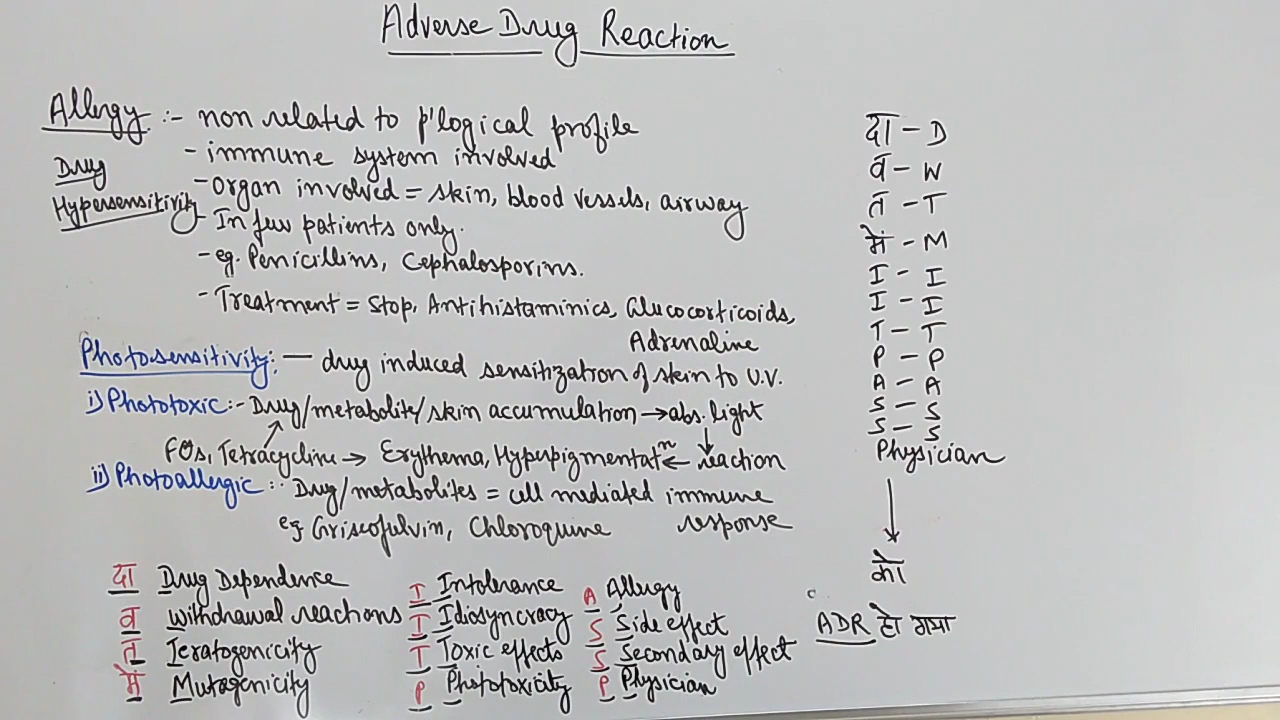 Adverse Drug Reaction
Allergy :- non related to p'logical profile
Drug Hypersensitivity
- immune system involved
- Organ involved = skin, blood vessels, airway
- In few patients only.
- eg. Penicillins, Cephalosporins.
- Treatment = Stop, Antihistaminics, Glucocorticoids,
Adrenaline
Photosensitivity :- drug induced sensitization of skin to U.V.
i) Phototoxic :- Drug/metabolite/skin accumulation → abs. light
FQs, Tetracycline → Erythema, Hyperpigmentatⁿ ← reaction
ii) Photoallergic :- Drug/metabolites = cell mediated immune
eg Griseofulvin, Chloroquine response
दा Drug Dependence
व withdrawal reactions
त Teratogenicity
में Mutagenicity
I Intolerance
I Idiosyncracy
T Toxic effects
P Phototoxicity
A Allergy
S Side effect
S Secondary effect
P Physician
दा - D
व - W
त - T
में - M
I - I
I - I
T - T
P - P
A - A
S - S
S - S
Physician
↓
को
ADR हो गया